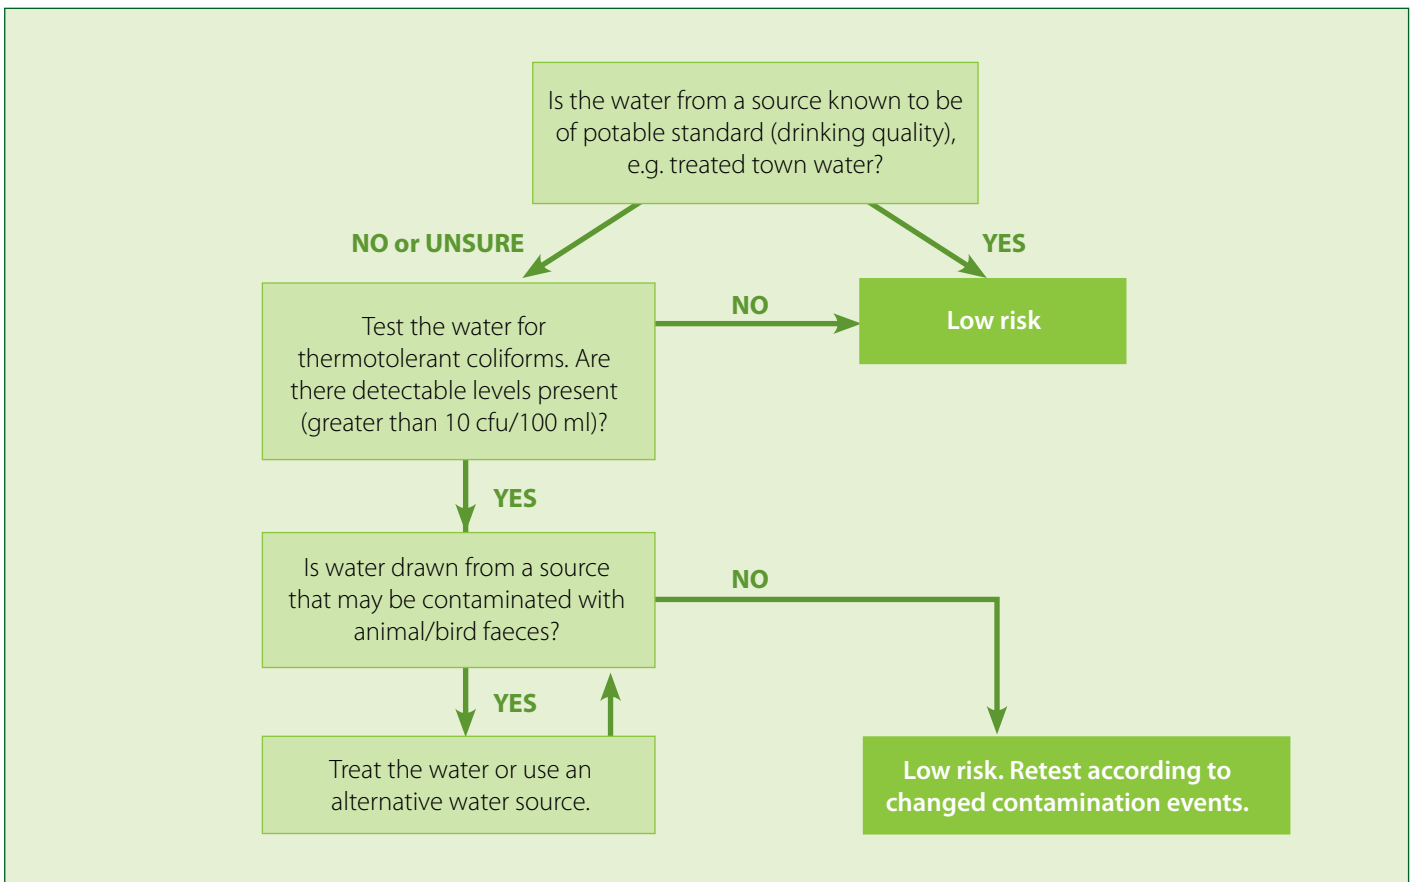 Is the water from a source known to be
of potable standard (drinking quality),
e.g. treated town water?
NO or UNSURE
YES
Test the water for
thermotolerant coliforms. Are
there detectable levels present
(greater than 10 cfu/100 ml)?
NO
Low risk
YES
Is water drawn from a source
that may be contaminated with
animal/bird faeces?
NO
YES
Treat the water or use an
alternative water source.
Low risk. Retest according to
changed contamination events.